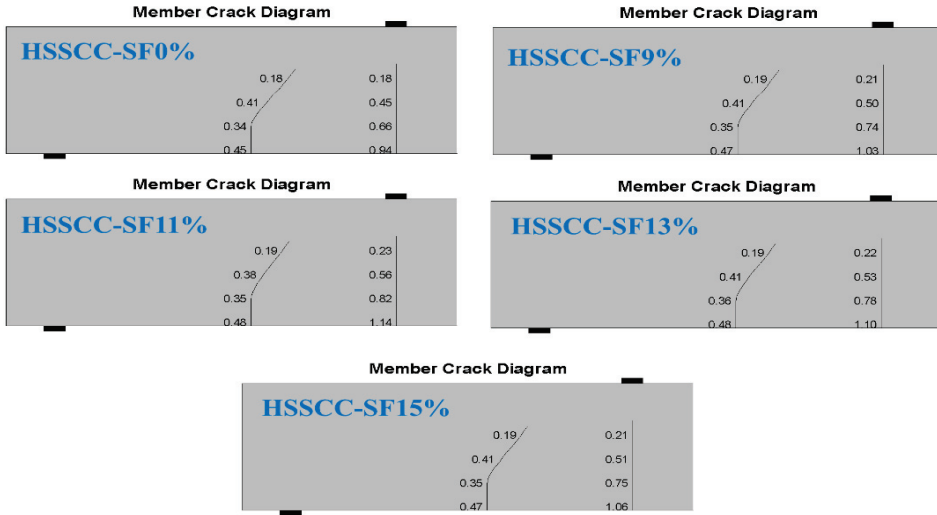 Member Crack Diagram
HSSCC-SF0%
0.18 0.18
0.41 0.45
0.34 0.66
0.45 0.94
Member Crack Diagram
HSSCC-SF9%
0.19 0.21
0.41 0.50
0.35 0.74
0.47 1.03
Member Crack Diagram
HSSCC-SF11%
0.19 0.23
0.38 0.56
0.35 0.82
0.48 1.14
Member Crack Diagram
HSSCC-SF13%
0.19 0.22
0.41 0.53
0.36 0.78
0.48 1.10
Member Crack Diagram
HSSCC-SF15%
0.19 0.21
0.41 0.51
0.35 0.75
0.47 1.06